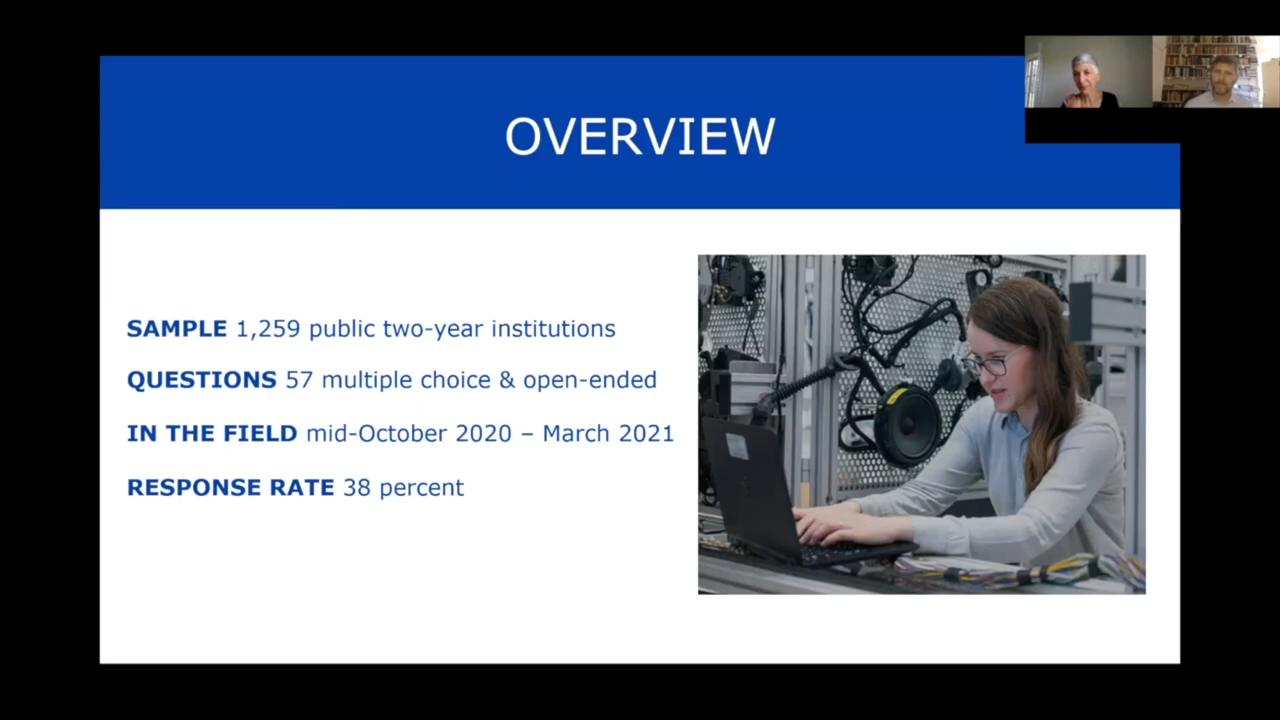 OVERVIEW
SAMPLE 1,259 public two-year institutions
QUESTIONS 57 multiple choice & open-ended
IN THE FIELD mid-October 2020 – March 2021
RESPONSE RATE 38 percent